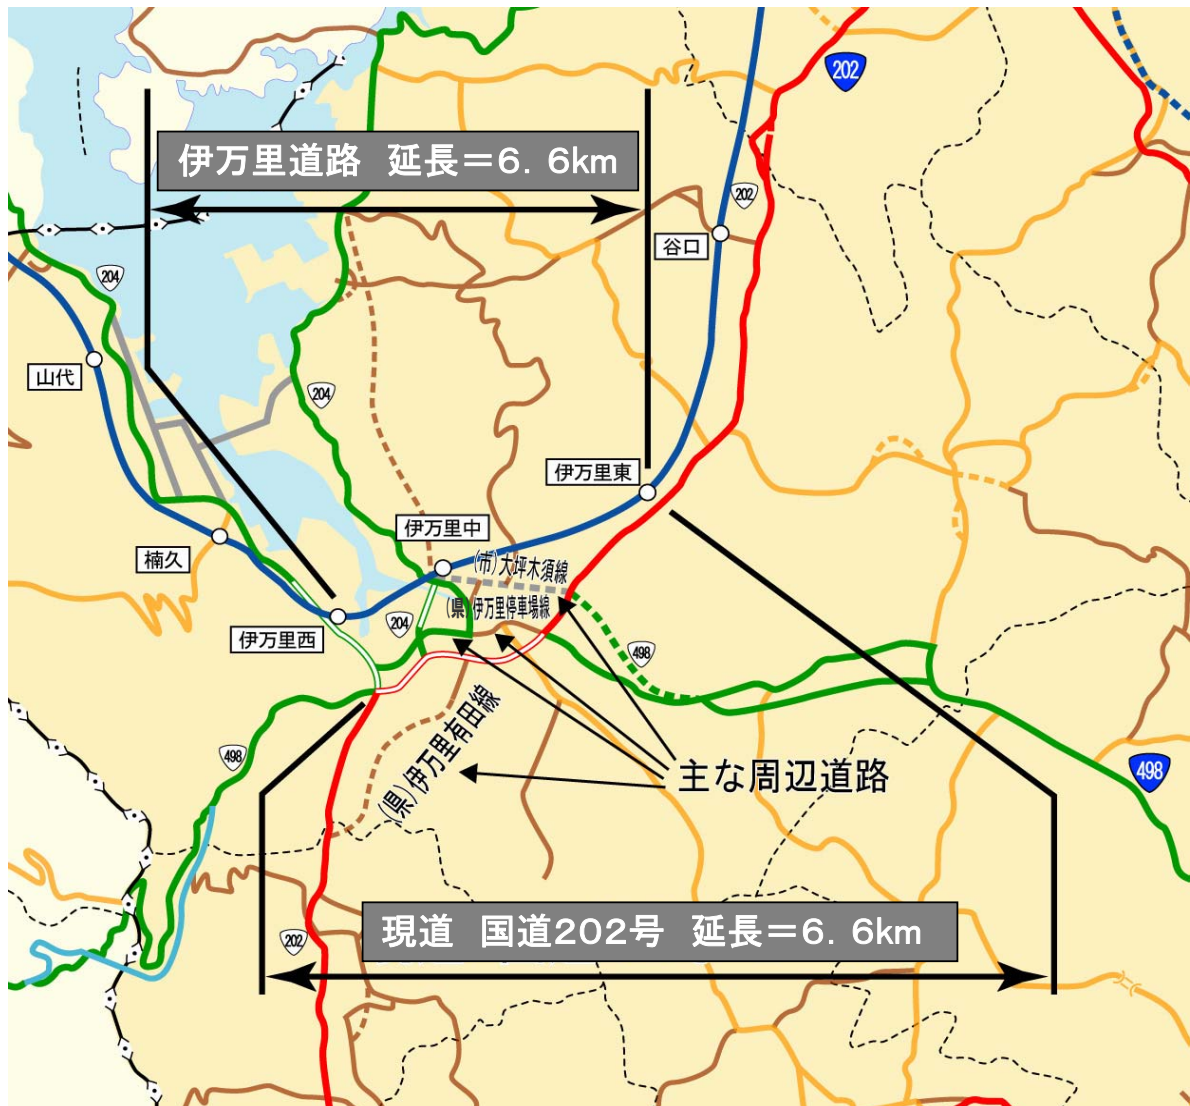 202
伊万里道路 延長＝6.6km
202
谷口
204
山代
204
伊万里東
伊万里中
楠久
(市)大坪木須線
(県)伊万里停車場線
204
伊万里西
498
(県)伊万里有田線
498
主な周辺道路
498
現道 国道202号 延長＝6.6km
202